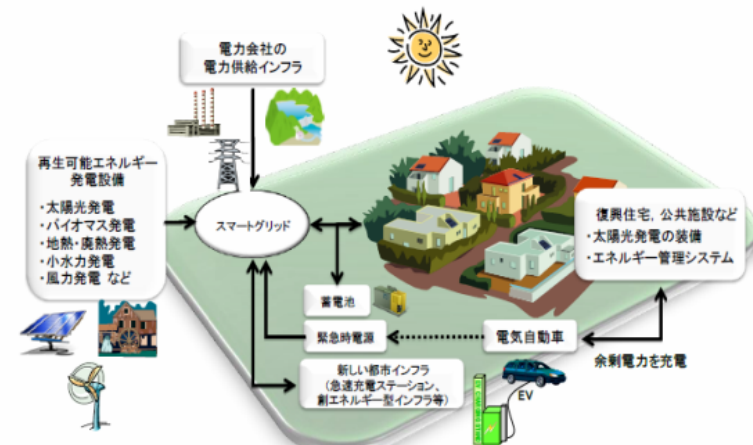 電力会社の
電力供給インフラ
再生可能エネルギー
発電設備
・太陽光発電
・バイオマス発電
・地熱・廃熱発電
・小水力発電
・風力発電 など
スマートグリッド
復興住宅，公共施設など
・太陽光発電の装備
・エネルギー管理システム
蓄電池
緊急時電源
電気自動車
余剰電力を充電
新しい都市インフラ
（急速充電ステーション、
創エネルギー型インフラ等）
EV